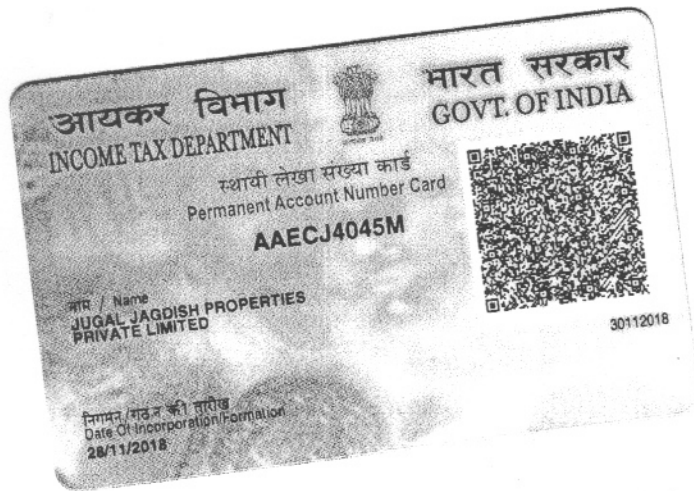 आयकर विभाग
INCOME TAX DEPARTMENT
भारत सरकार
GOVT. OF INDIA
स्थायी लेखा संख्या कार्ड
Permanent Account Number Card
AAECJ4045M
नाम / Name
JUGAL JAGDISH PROPERTIES
PRIVATE LIMITED
30112018
निगमन/गठन की तारीख
Date Of Incorporation/Formation
28/11/2018